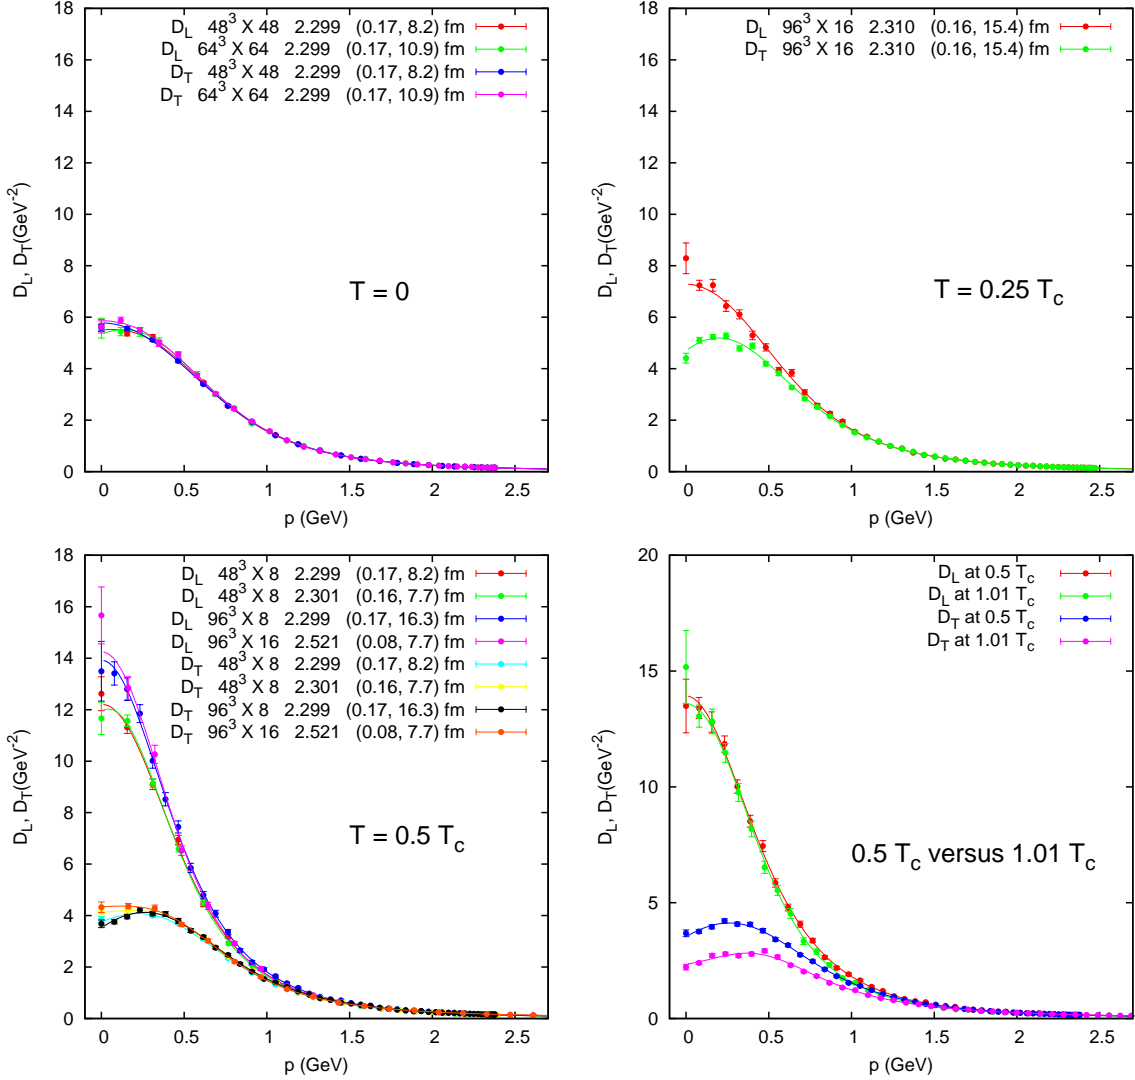 D_L 48^3 X 48 2.299 (0.17, 8.2) fm
D_L 64^3 X 64 2.299 (0.17, 10.9) fm
D_T 48^3 X 48 2.299 (0.17, 8.2) fm
D_T 64^3 X 64 2.299 (0.17, 10.9) fm
18
16
14
12
10
8
6
4
2
0
D_L, D_T(GeV^-2)
T = 0
0 0.5 1 1.5 2 2.5
p (GeV)
D_L 96^3 X 16 2.310 (0.16, 15.4) fm
D_T 96^3 X 16 2.310 (0.16, 15.4) fm
18
16
14
12
10
8
6
4
2
0
D_L, D_T(GeV^-2)
T = 0.25 T_c
0 0.5 1 1.5 2 2.5
p (GeV)
D_L 48^3 X 8 2.299 (0.17, 8.2) fm
D_L 48^3 X 8 2.301 (0.16, 7.7) fm
D_L 96^3 X 8 2.299 (0.17, 16.3) fm
D_L 96^3 X 16 2.521 (0.08, 7.7) fm
D_T 48^3 X 8 2.299 (0.17, 8.2) fm
D_T 48^3 X 8 2.301 (0.16, 7.7) fm
D_T 96^3 X 8 2.299 (0.17, 16.3) fm
D_T 96^3 X 16 2.521 (0.08, 7.7) fm
18
16
14
12
10
8
6
4
2
0
D_L, D_T(GeV^-2)
T = 0.5 T_c
0 0.5 1 1.5 2 2.5
p (GeV)
D_L at 0.5 T_c
D_L at 1.01 T_c
D_T at 0.5 T_c
D_T at 1.01 T_c
20
15
10
5
0
D_L, D_T(GeV^-2)
0.5 T_c versus 1.01 T_c
0 0.5 1 1.5 2 2.5
p (GeV)